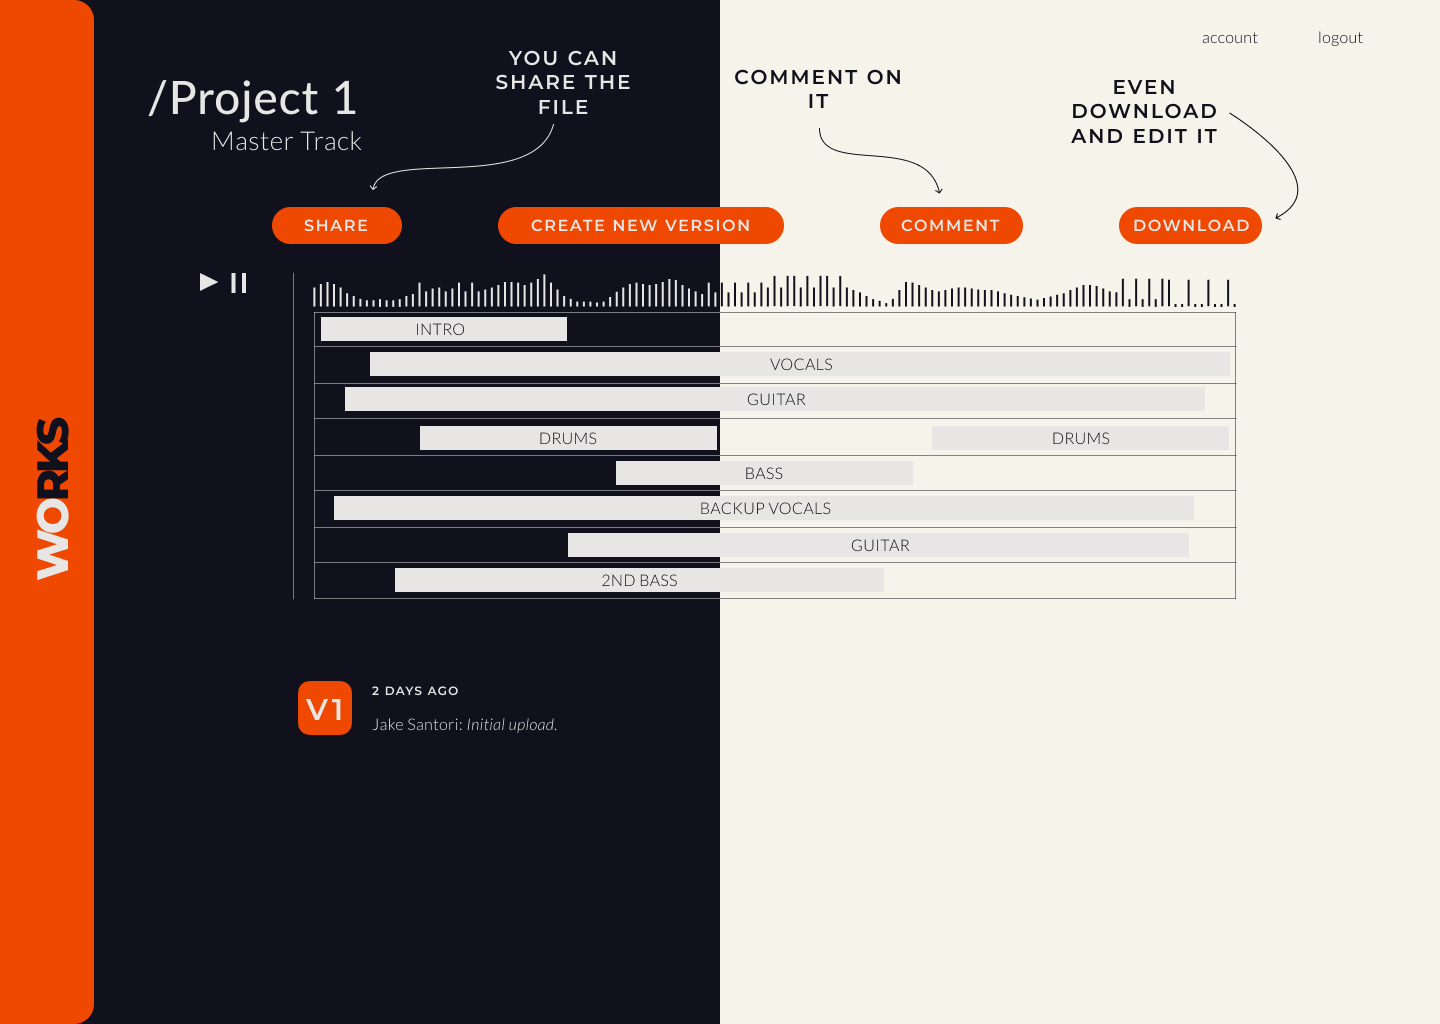 account
logout
YOU CAN
SHARE THE
FILE
COMMENT ON
IT
EVEN
DOWNLOAD
AND EDIT IT
/Project 1
Master Track
SHARE
CREATE NEW VERSION
COMMENT
DOWNLOAD
INTRO
VOCALS
GUITAR
DRUMS
DRUMS
BASS
BACKUP VOCALS
GUITAR
2ND BASS
WORKS
V1
2 DAYS AGO
Jake Santori: Initial upload.